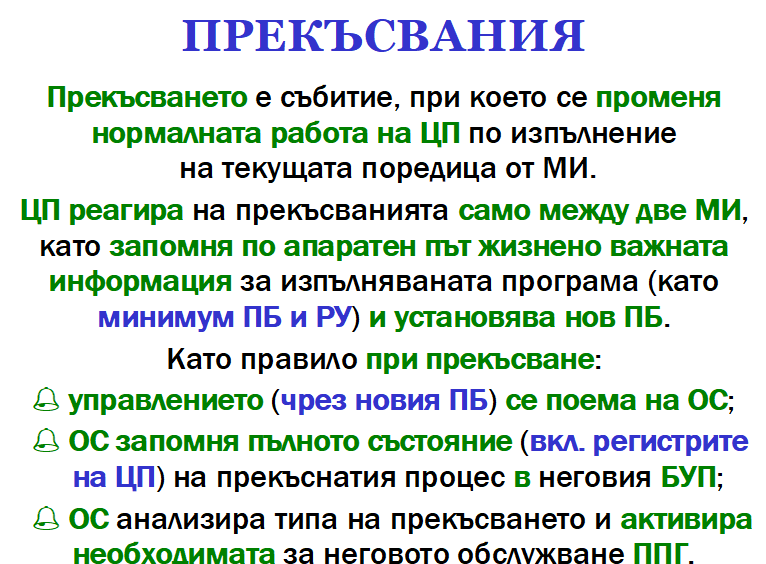 ПРЕКЪСВАНИЯ
Прекъсването е събитие, при което се променя
нормалната работа на ЦП по изпълнение
на текущата поредица от МИ.
ЦП реагира на прекъсванията само между две МИ,
като запомня по апаратен път жизнено важната
информация за изпълняваната програма (като
минимум ПБ и РУ) и установява нов ПБ.
Като правило при прекъсване:
управлението (чрез новия ПБ) се поема на ОС;
ОС запомня пълното състояние (вкл. регистрите
на ЦП) на прекъснатия процес в неговия БУП;
ОС анализира типа на прекъсването и активира
необходимата за неговото обслужване ППГ.